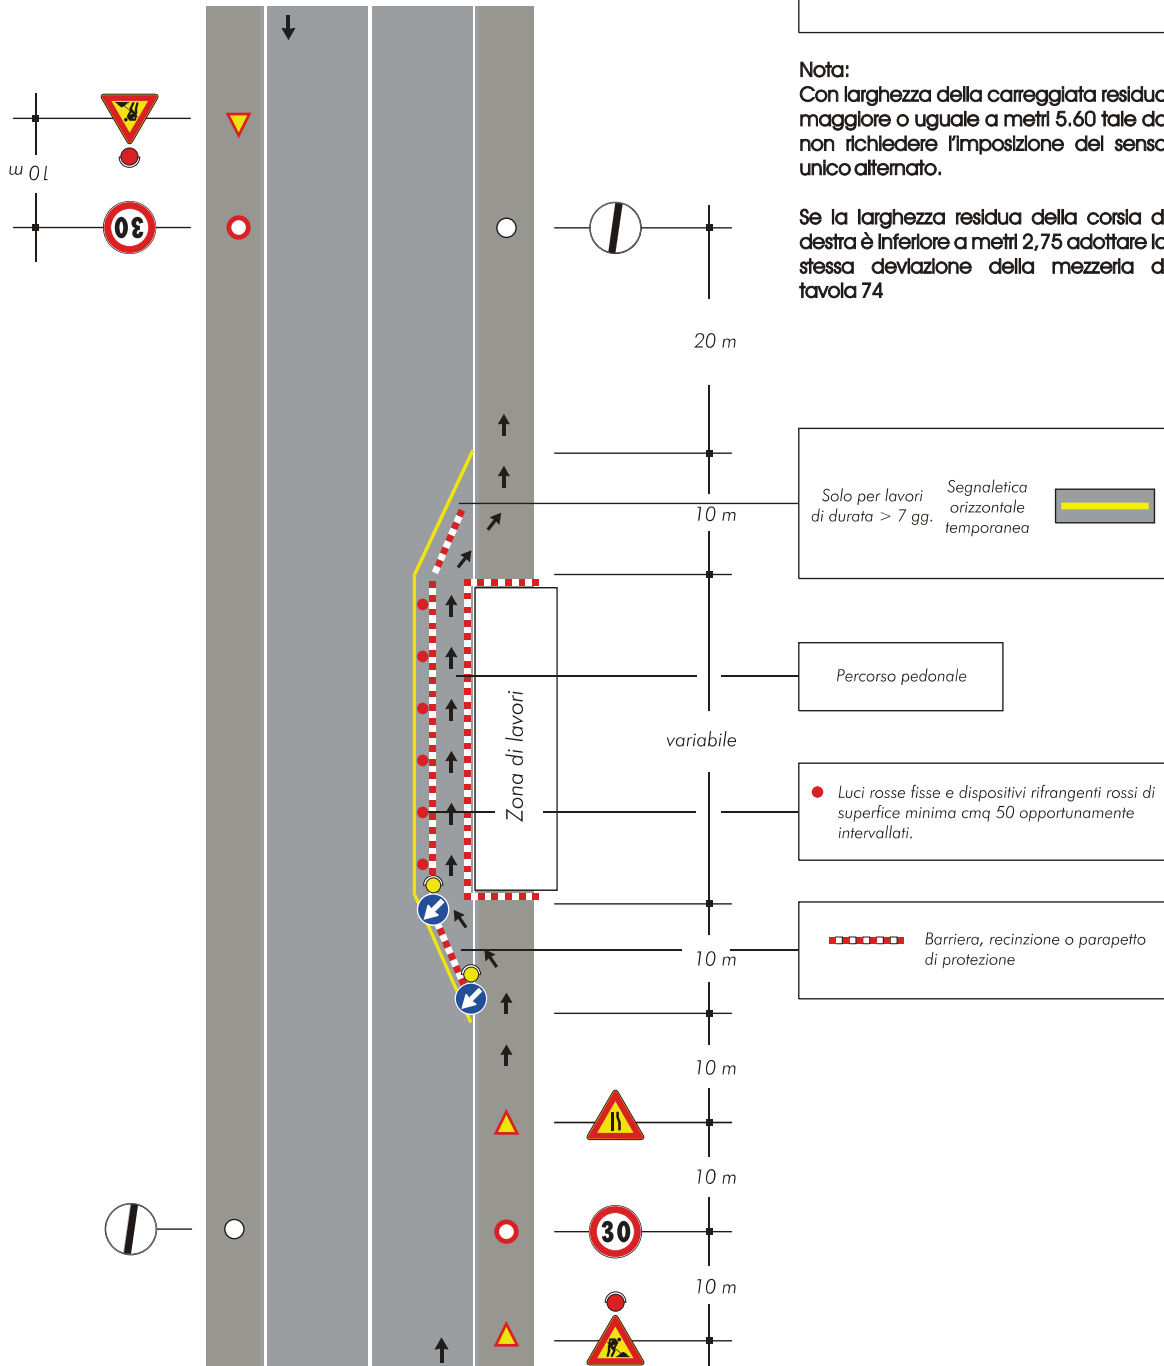 Nota:
Con larghezza della carreggiata residua
maggiore o uguale a metri 5.60 tale da
non richiedere l'imposizione del senso
unico alternato.
Se la larghezza residua della corsia di
destra è inferiore a metri 2,75 adottare la
stessa deviazione della mezzeria di
tavola 74
10 m
30
20 m
10 m
Solo per lavori
di durata > 7 gg.
Segnaletica
orizzontale
temporanea
Percorso pedonale
variabile
Zona di lavori
Luci rosse fisse e dispositivi rifrangenti rossi di
superfice minima cmq 50 opportunamente
intervallati.
Barriera, recinzione o parapetto
di protezione
10 m
10 m
10 m
30
10 m